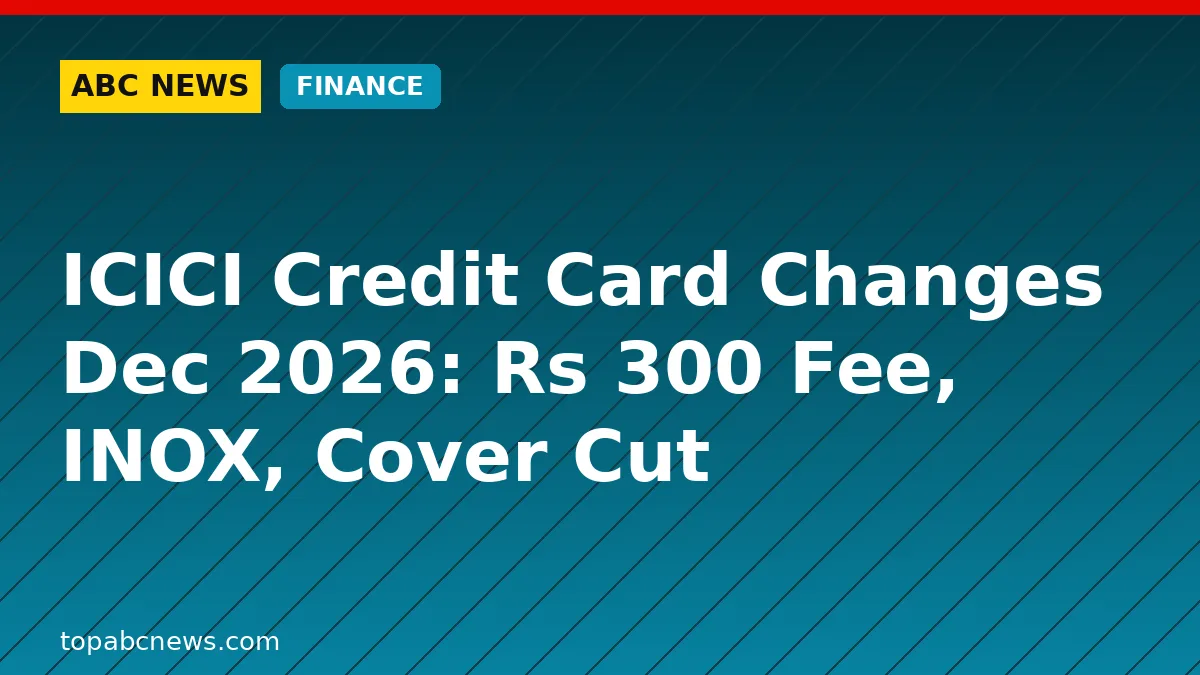 ABC NEWS
FINANCE
ICICI Credit Card Changes
Dec 2026: Rs 300 Fee,
INOX, Cover Cut
topabcnews.com